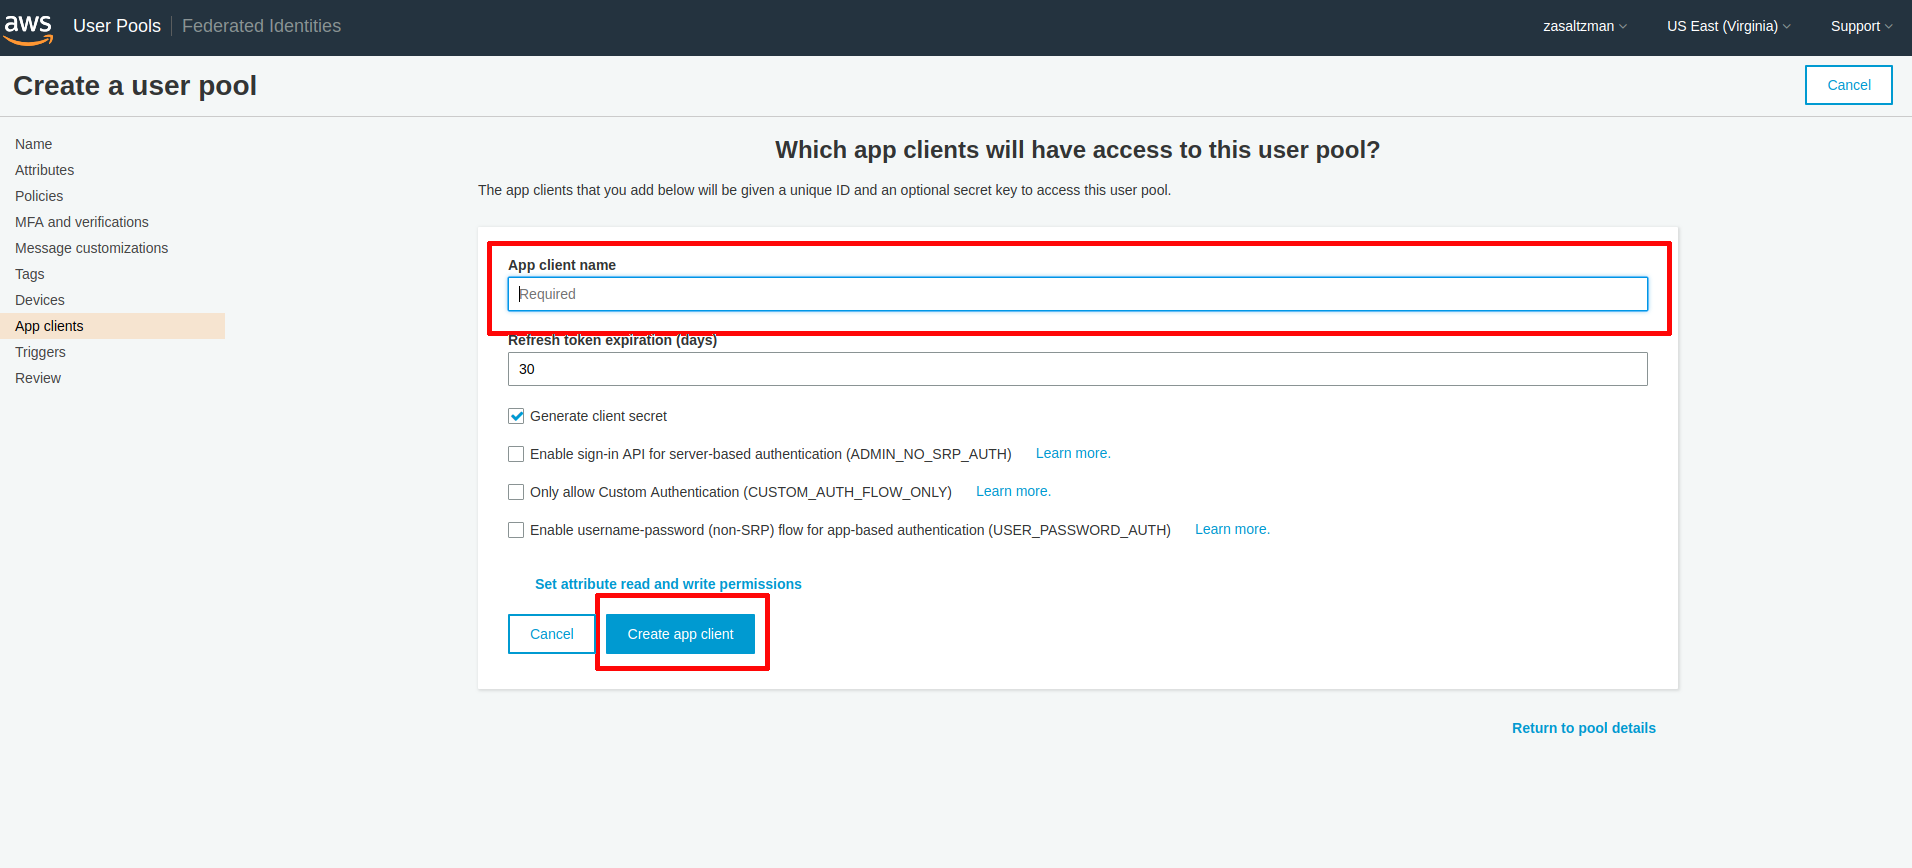 aws User Pools Federated Identities zasaltzman US East (Virginia) Support
Create a user pool Cancel
Name
Attributes
Policies
MFA and verifications
Message customizations
Tags
Devices
App clients
Triggers
Review
Which app clients will have access to this user pool?
The app clients that you add below will be given a unique ID and an optional secret key to access this user pool.
App client name
Required
Refresh token expiration (days)
30
Generate client secret
Enable sign-in API for server-based authentication (ADMIN_NO_SRP_AUTH) Learn more.
Only allow Custom Authentication (CUSTOM_AUTH_FLOW_ONLY) Learn more.
Enable username-password (non-SRP) flow for app-based authentication (USER_PASSWORD_AUTH) Learn more.
Set attribute read and write permissions
Cancel Create app client
Return to pool details